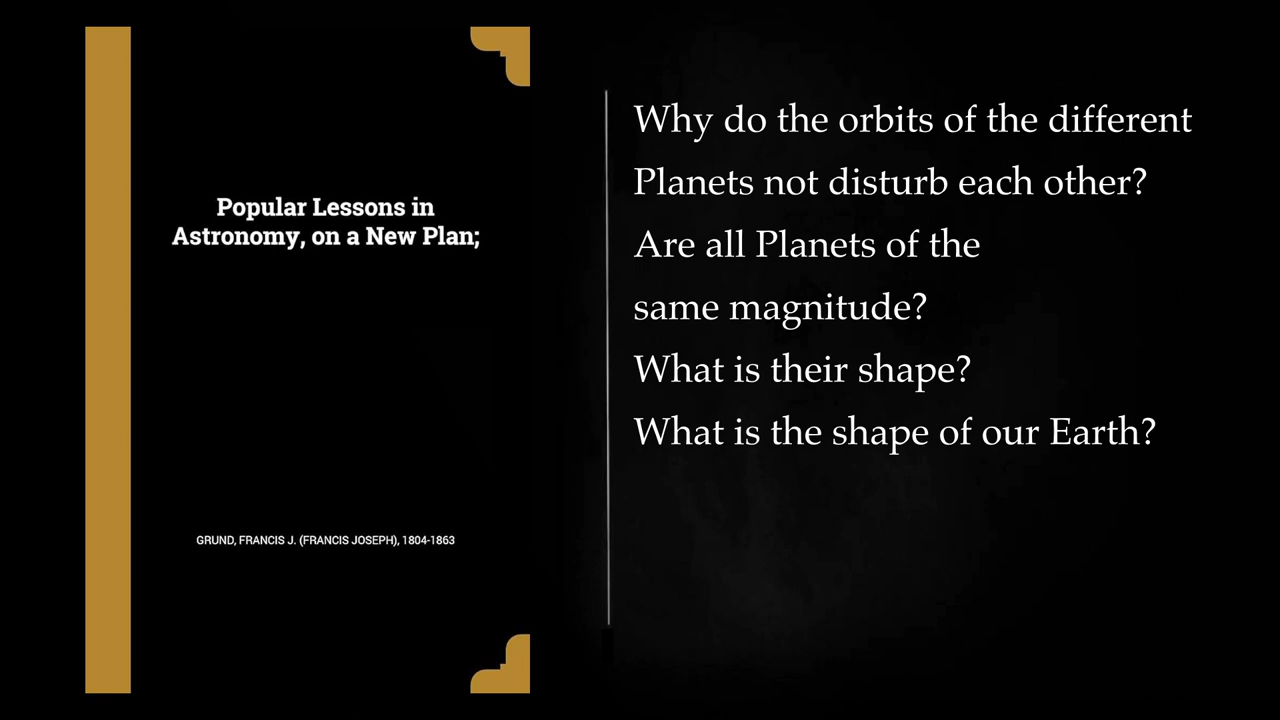 Popular Lessons in
Astronomy, on a New Plan;
GRUND, FRANCIS J. (FRANCIS JOSEPH), 1804-1863
Why do the orbits of the different
Planets not disturb each other?
Are all Planets of the
same magnitude?
What is their shape?
What is the shape of our Earth?